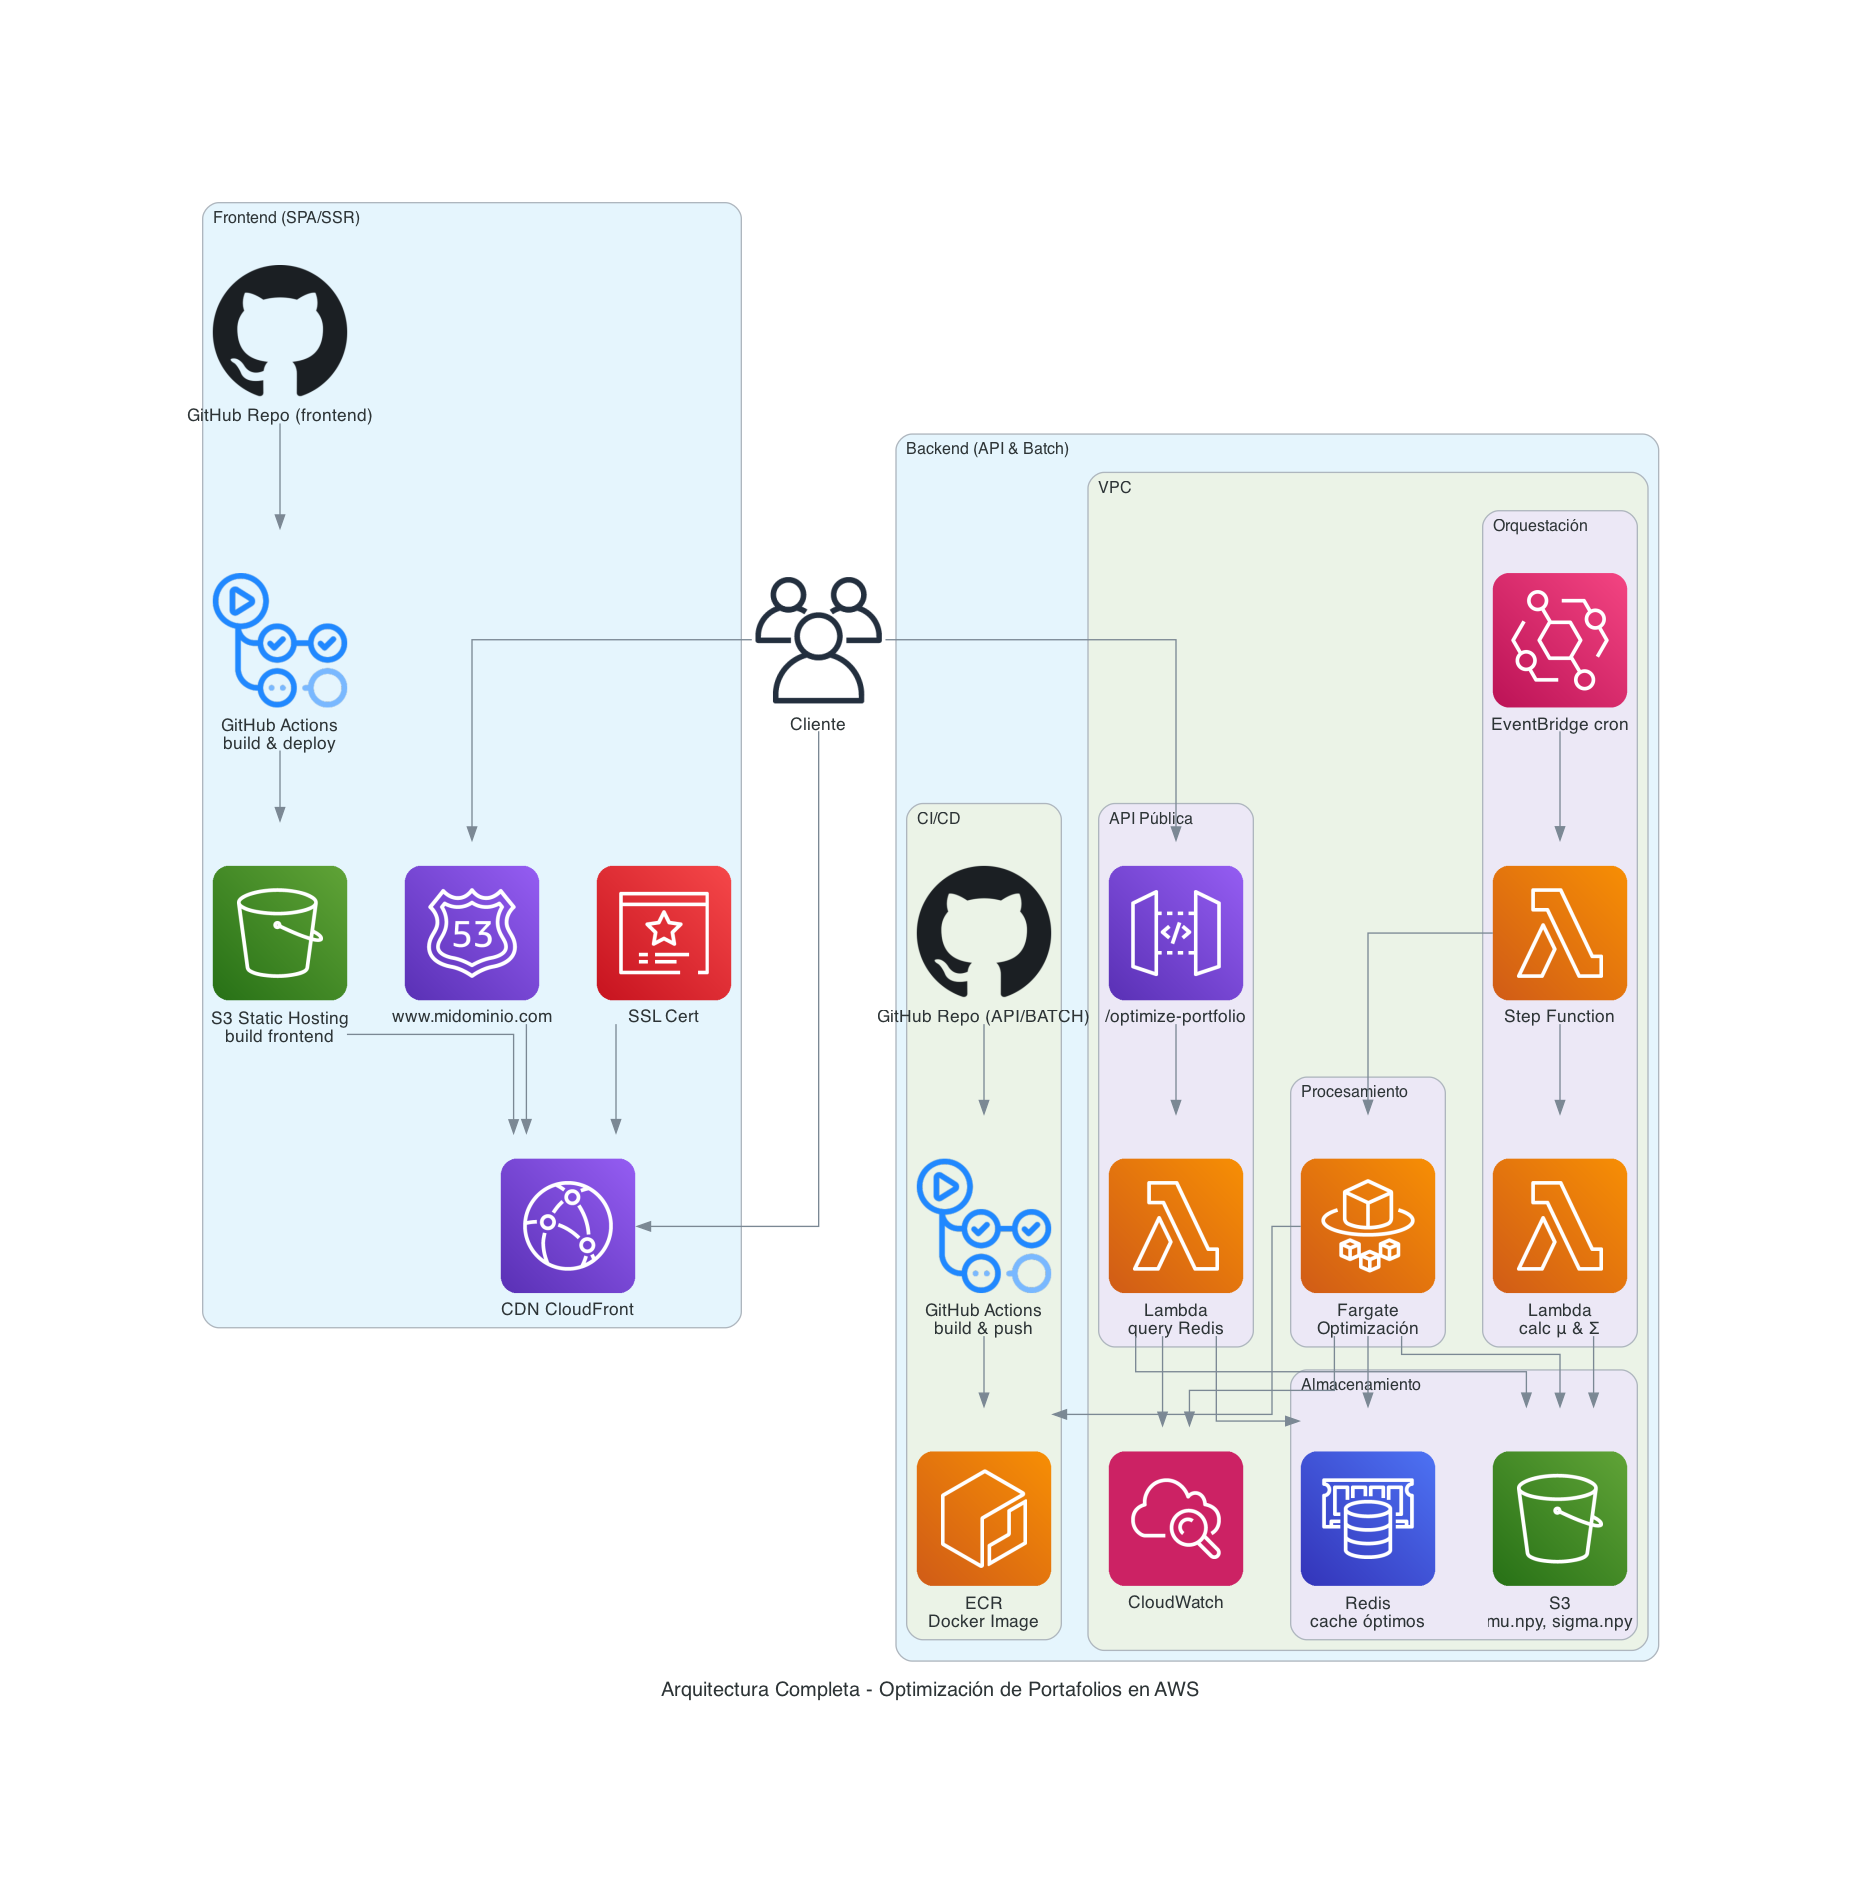 Frontend (SPA/SSR)
GitHub Repo (frontend)
GitHub Actions
build & deploy
S3 Static Hosting
build frontend
53
www.midominio.com
SSL Cert
CDN CloudFront
Cliente
Backend (API & Batch)
VPC
Orquestación
EventBridge cron
Step Function
Lambda
calc μ & Σ
CI/CD
GitHub Repo (API/BATCH)
GitHub Actions
build & push
ECR
Docker Image
API Pública
/optimize-portfolio
Lambda
query Redis
CloudWatch
Procesamiento
Fargate
Optimización
Almacenamiento
Redis
cache óptimos
S3
mu.npy, sigma.npy
Arquitectura Completa - Optimización de Portafolios en AWS